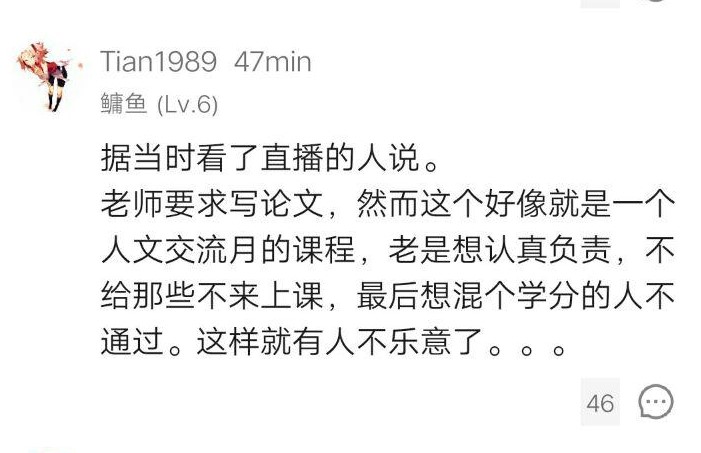 Tian1989 47min
鳙鱼 (Lv.6)
据当时看了直播的人说。
老师要求写论文，然而这个好像就是一个
人文交流月的课程，老是想认真负责，不
给那些不来上课，最后想混个学分的人不
通过。这样就有人不乐意了。。。
46